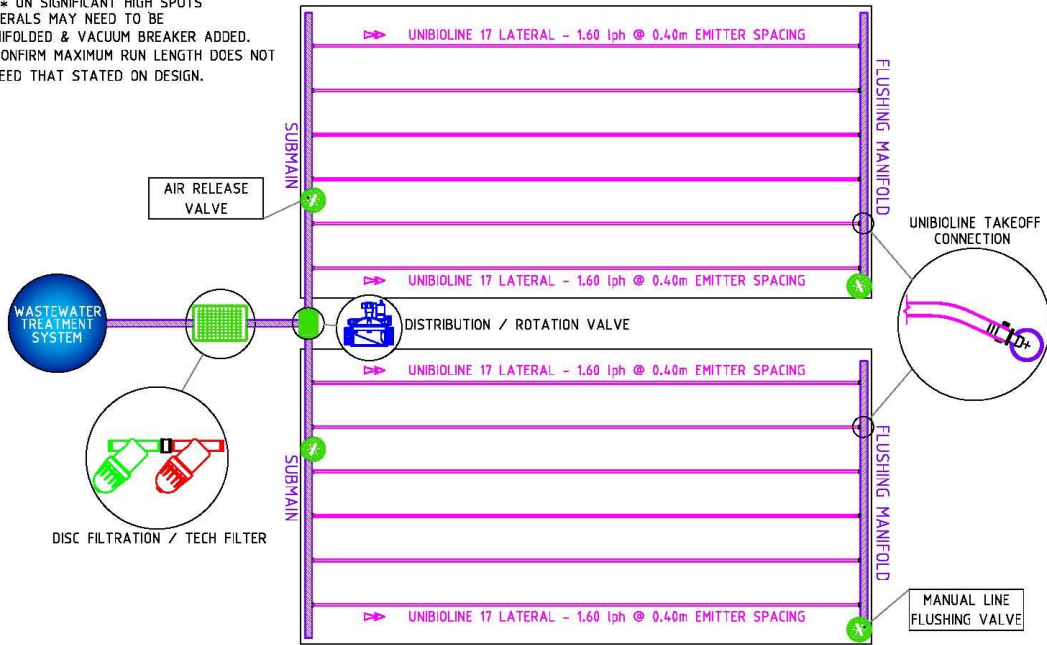 * ON SIGNIFICANT HIGH SPOTS
MAY NEED TO BE
& VACUUM BREAKER ADDED.
MAXIMUM RUN LENGTH DOES NOT
THAT STATED ON DESIGN.
UNIBIOLINE 17 LATERAL - 1.60 lph @ 0.40m EMITTER SPACING
SUBMAIN
FLUSHING MANIFOLD
AIR RELEASE
VALVE
UNIBIOLINE TAKEOFF
CONNECTION
UNIBIOLINE 17 LATERAL - 1.60 lph @ 0.40m EMITTER SPACING
WASTEWATER
TREATMENT
SYSTEM
DISTRIBUTION / ROTATION VALVE
UNIBIOLINE 17 LATERAL - 1.60 lph @ 0.40m EMITTER SPACING
SUBMAIN
FLUSHING MANIFOLD
DISC FILTRATION / TECH FILTER
UNIBIOLINE 17 LATERAL - 1.60 lph @ 0.40m EMITTER SPACING
MANUAL LINE
FLUSHING VALVE